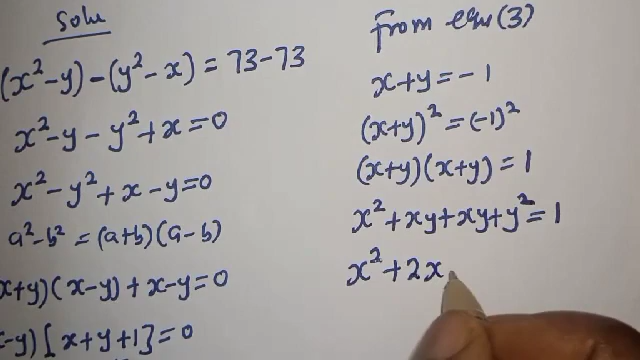 Solu
(x²-y)-(y²-x) = 73-73
x²-y-y²+x=0
x²-y²+x-y=0
a²-b²=(a+b)(a-b)
x+y)(x-y)+x-y=0
x-y)[x+y+1]=0
from equ(3)
x+y=-1
(x+y)²=(-1)²
(x+y)(x+y)=1
x²+xy+xy+y²=1
x²+2x